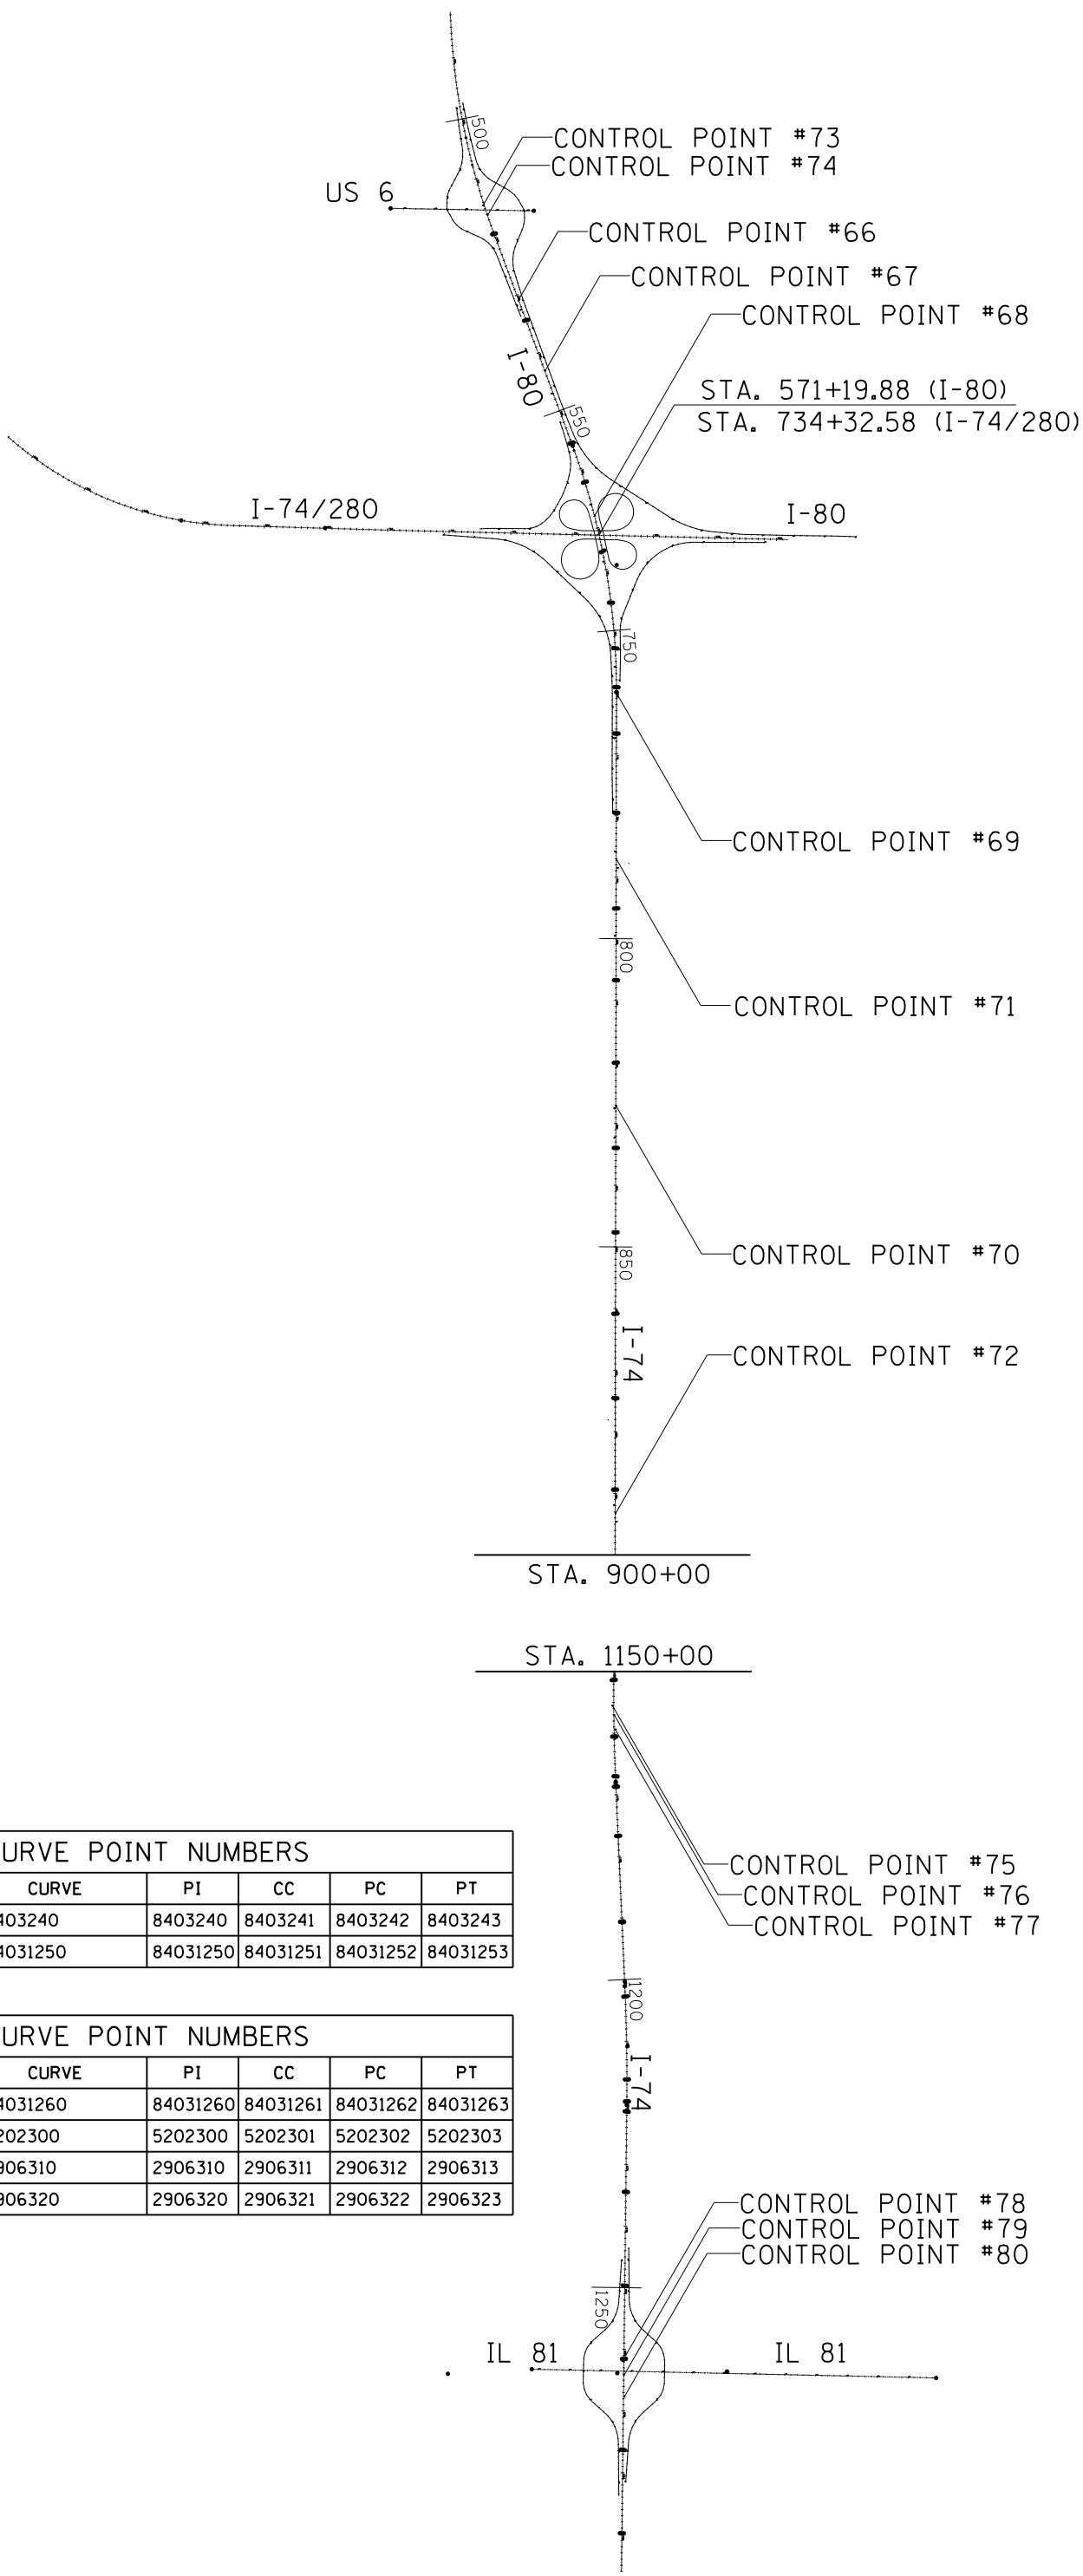 500
CONTROL POINT #73
CONTROL POINT #74
US 6
CONTROL POINT #66
CONTROL POINT #67
CONTROL POINT #68
I-80
STA. 571+19.88 (I-80)
STA. 734+32.58 (I-74/280)
550
I-74/280
I-80
750
CONTROL POINT #69
800
CONTROL POINT #71
CONTROL POINT #70
850
I-74
CONTROL POINT #72
STA. 900+00
STA. 1150+00
URVE POINT NUMBERS
CURVE PI CC PC PT
403240 8403240 8403241 8403242 8403243
4031250 84031250 84031251 84031252 84031253
URVE POINT NUMBERS
CURVE PI CC PC PT
4031260 84031260 84031261 84031262 84031263
202300 5202300 5202301 5202302 5202303
906310 2906310 2906311 2906312 2906313
906320 2906320 2906321 2906322 2906323
CONTROL POINT #75
CONTROL POINT #76
CONTROL POINT #77
1200
I-74
CONTROL POINT #78
CONTROL POINT #79
CONTROL POINT #80
1250
IL 81
IL 81